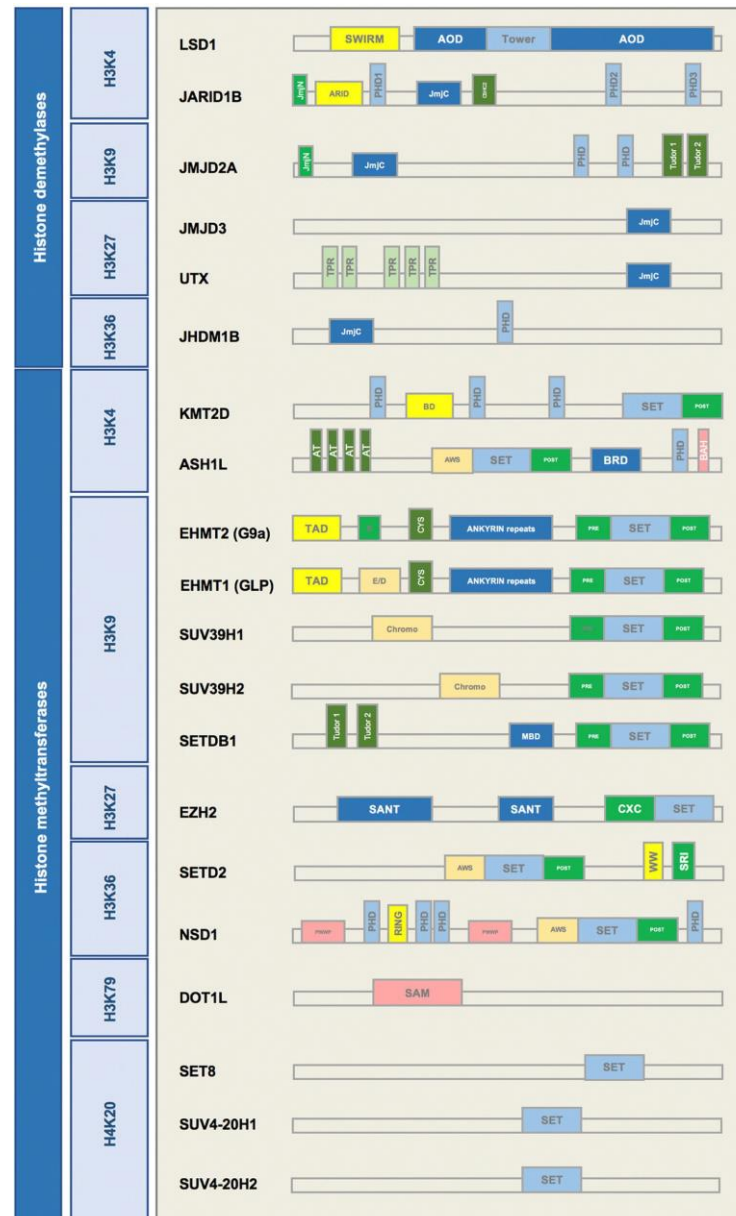 Histone demethylases
H3K4
LSD1
SWIRM AOD Tower AOD
JARID1B
JmjN ARID PHD1 JmjC PHD2 PHD3
H3K9
JMJD2A
JmjN JmjC PHD PHD Tudor 1 Tudor 2
H3K27
JMJD3
JmjC
UTX
TPR TPR TPR TPR TPR JmjC
H3K36
JHDM1B
JmjC PHD
Histone methyltransferases
H3K4
KMT2D
PHD BD PHD PHD SET POST
ASH1L
AT AT AT AT AWS SET POST BRD PHD BAH
H3K9
EHMT2 (G9a)
TAD CYS ANKYRIN repeats PRE SET POST
EHMT1 (GLP)
TAD E/D CYS ANKYRIN repeats PRE SET POST
SUV39H1
Chromo PRE SET POST
SUV39H2
Chromo PRE SET POST
SETDB1
Tudor 1 Tudor 2 MBD PRE SET POST
H3K27
EZH2
SANT SANT CXC SET
H3K36
SETD2
AWS SET POST WW SRI
NSD1
PWWP PHD RING PHD PHD PWWP AWS SET POST PHD
H3K79
DOT1L
SAM
H4K20
SET8
SET
SUV4-20H1
SET
SUV4-20H2
SET